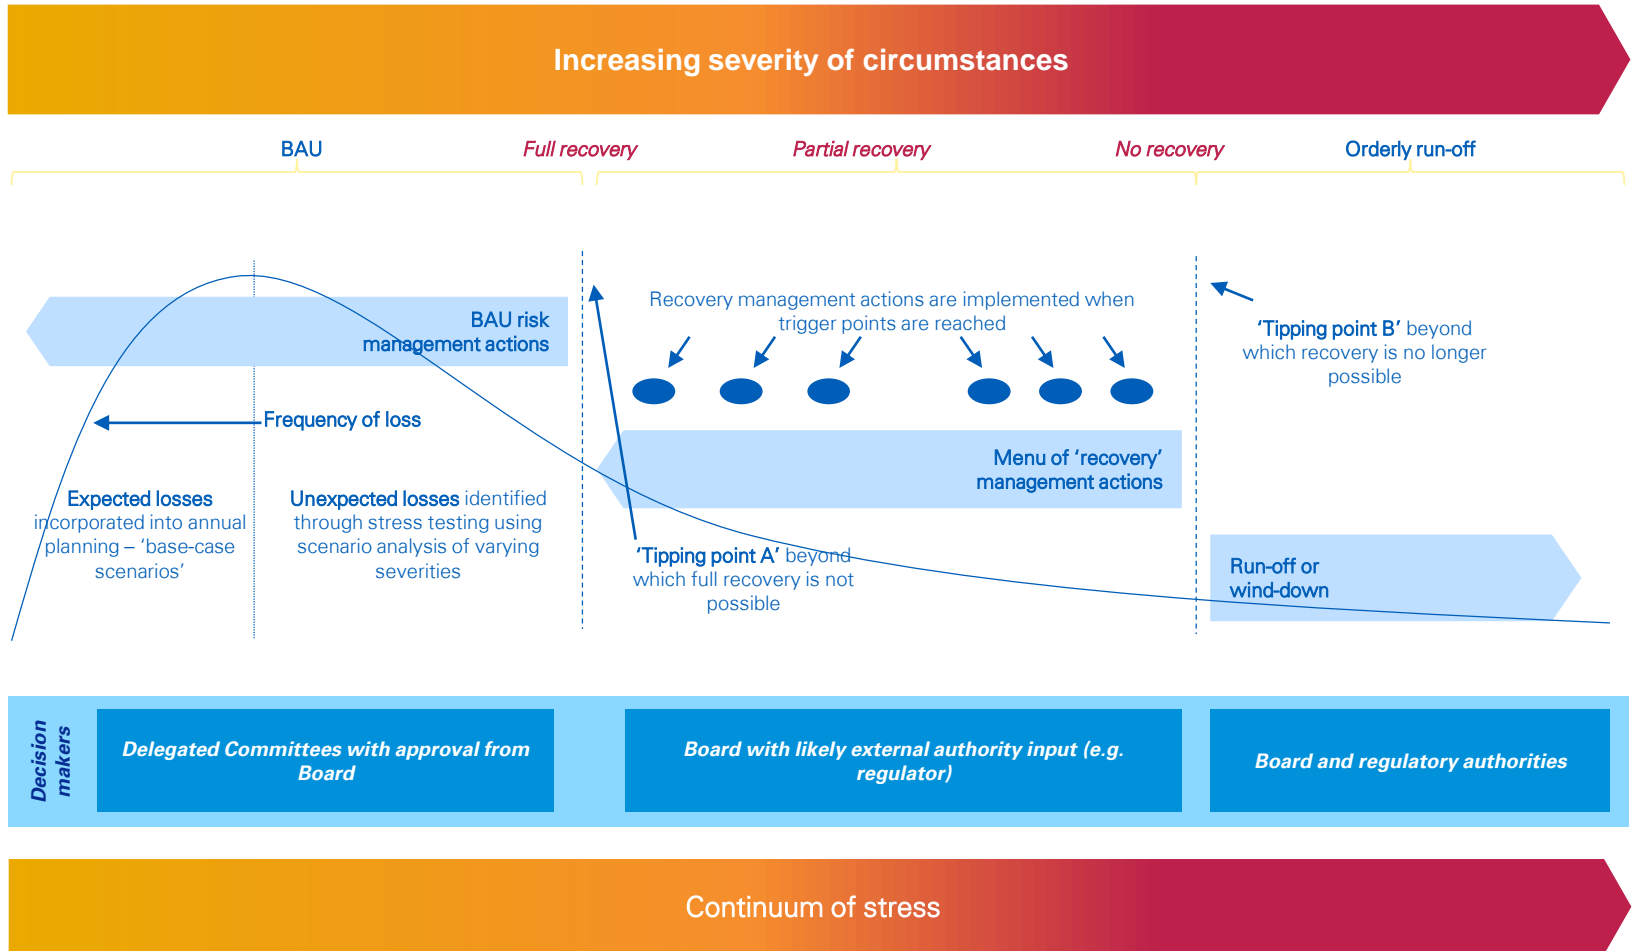 Increasing severity of circumstances
BAU
Full recovery
Partial recovery
No recovery
Orderly run-off
BAU risk
management actions
Frequency of loss
Expected losses
incorporated into annual
planning – ‘base-case
scenarios’
Unexpected losses identified
through stress testing using
scenario analysis of varying
severities
Recovery management actions are implemented when
trigger points are reached
Menu of ‘recovery’
management actions
‘Tipping point A’ beyond
which full recovery is not
possible
‘Tipping point B’ beyond
which recovery is no longer
possible
Run-off or
wind-down
Decision
makers
Delegated Committees with approval from
Board
Board with likely external authority input (e.g.
regulator)
Board and regulatory authorities
Continuum of stress